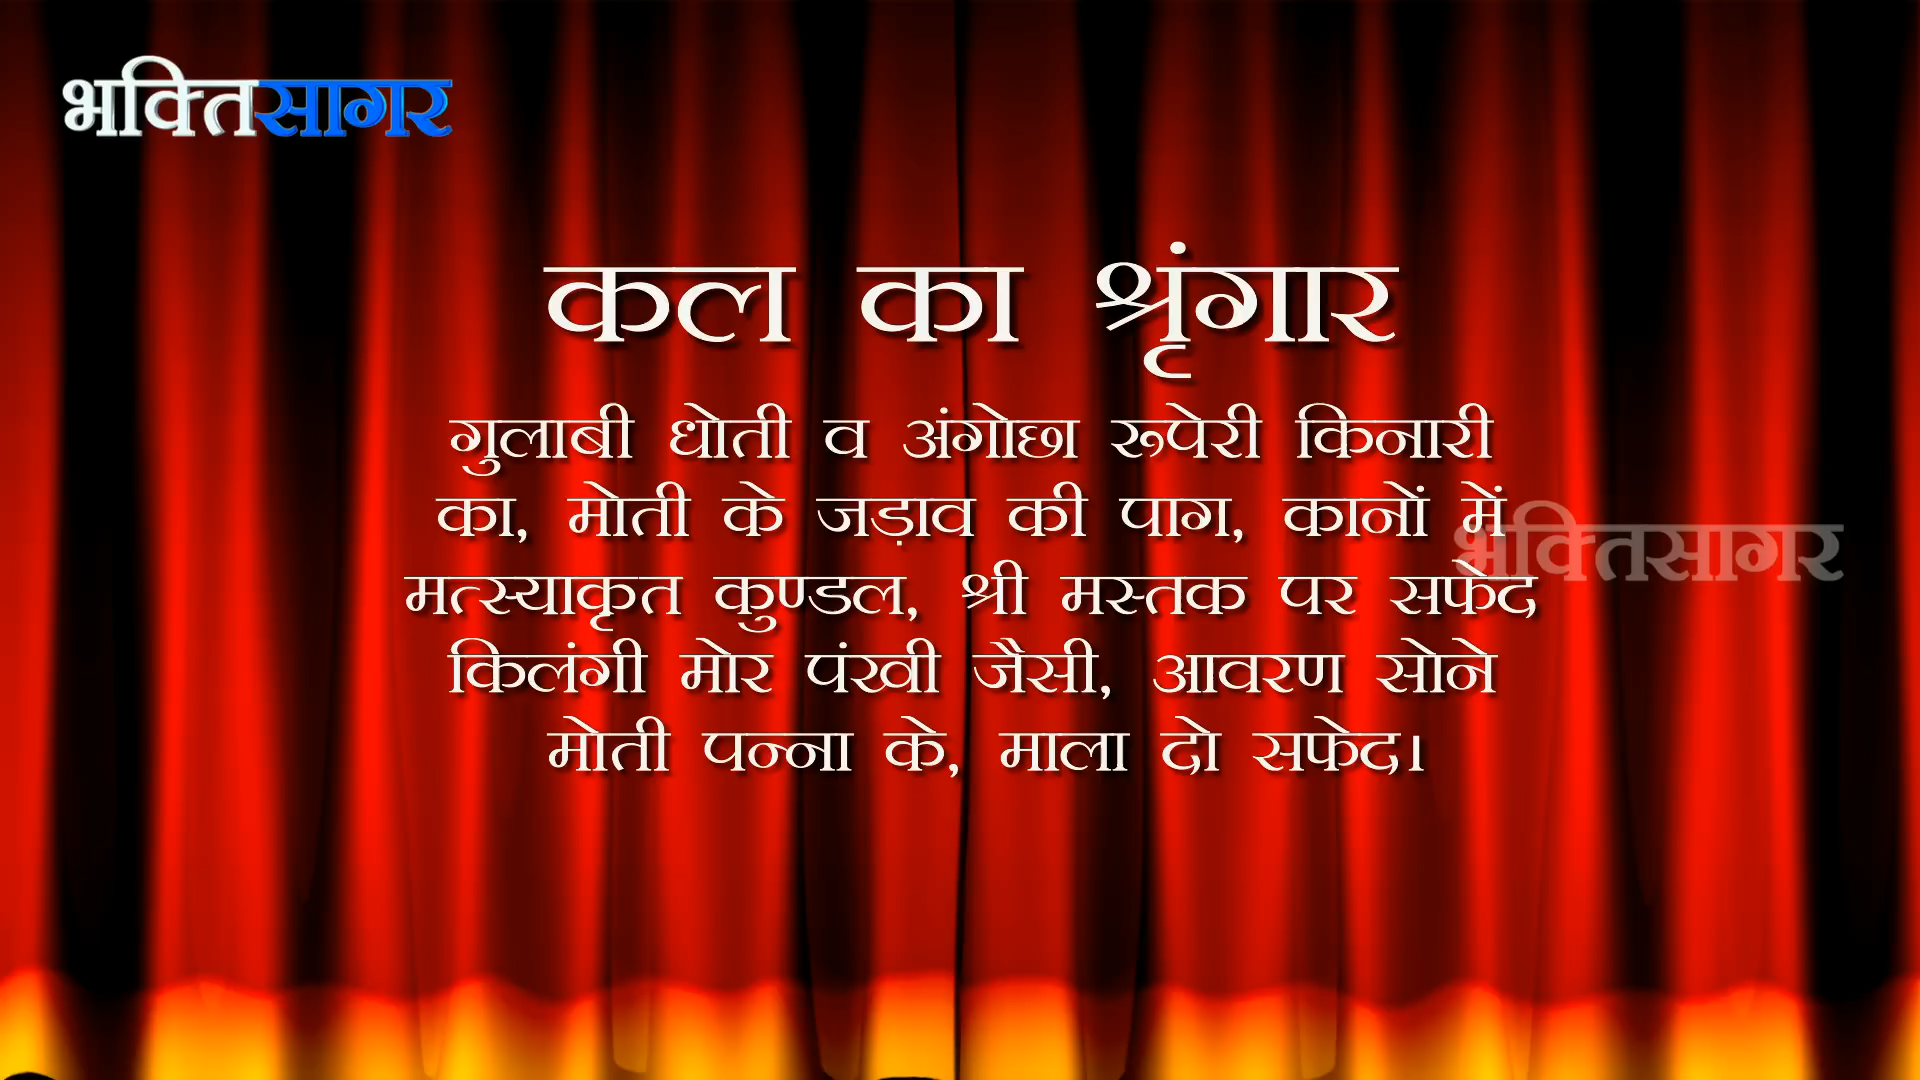 भक्तिसागर
कल का श्रृंगार
गुलाबी धोती व अंगोछा रूपेरी किनारी
का, मोती के जड़ाव की पाग, कानों में
मत्स्याकृत कुण्डल, श्री मस्तक पर सफेद
किलंगी मोर पंखी जैसी, आवरण सोने
मोती पन्ना के, माला दो सफेद।
भक्तिसागर